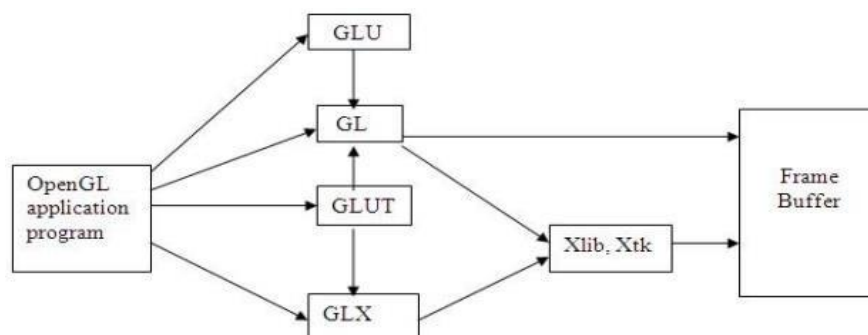 GLU
GL
OpenGL
application
program
GLUT
GLX
Xlib, Xtk
Frame
Buffer